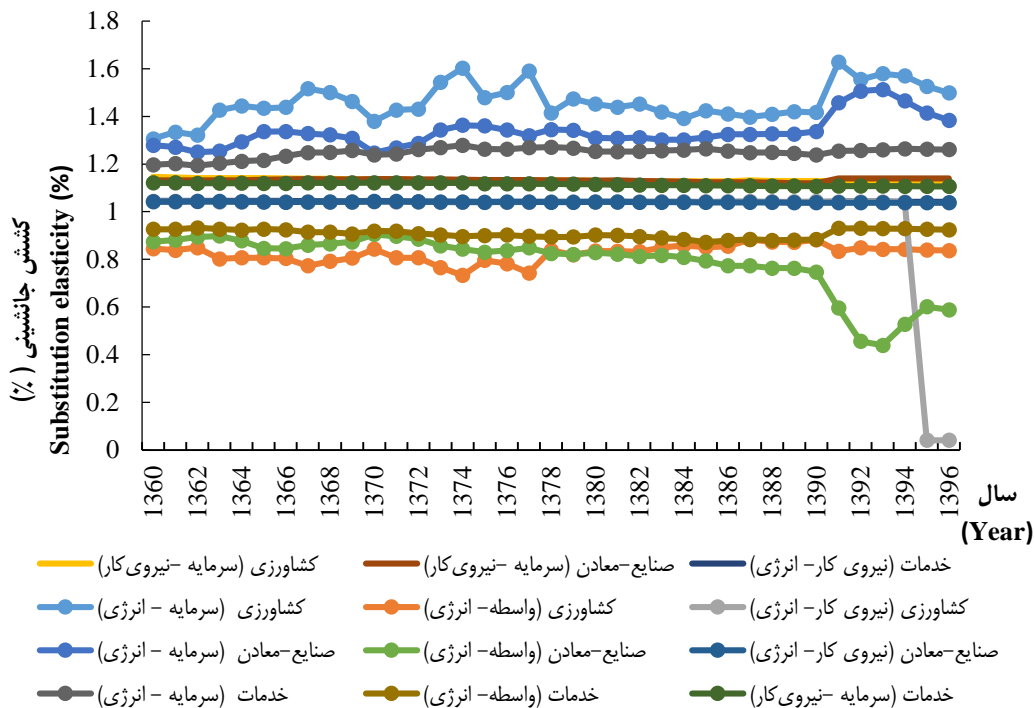 1.8
1.6
1.4
1.2
1
0.8
0.6
0.4
0.2
0
کشش جانشینی (٪)
Substitution elasticity (%)
1360
1362
1364
1366
1368
1370
1372
1374
1376
1378
1380
1382
1384
1386
1388
1390
1392
1394
1396
سال
(Year)
کشاورزی (سرمایه -نیروی‌کار)
صنایع-معادن (سرمایه -نیروی‌کار)
خدمات (نیروی کار- انرژی)
کشاورزی (سرمایه - انرژی)
کشاورزی (واسطه- انرژی)
کشاورزی (نیروی کار- انرژی)
صنایع-معادن (سرمایه - انرژی)
صنایع-معادن (واسطه- انرژی)
صنایع-معادن (نیروی کار- انرژی)
خدمات (سرمایه - انرژی)
خدمات (واسطه- انرژی)
خدمات (سرمایه -نیروی‌کار)